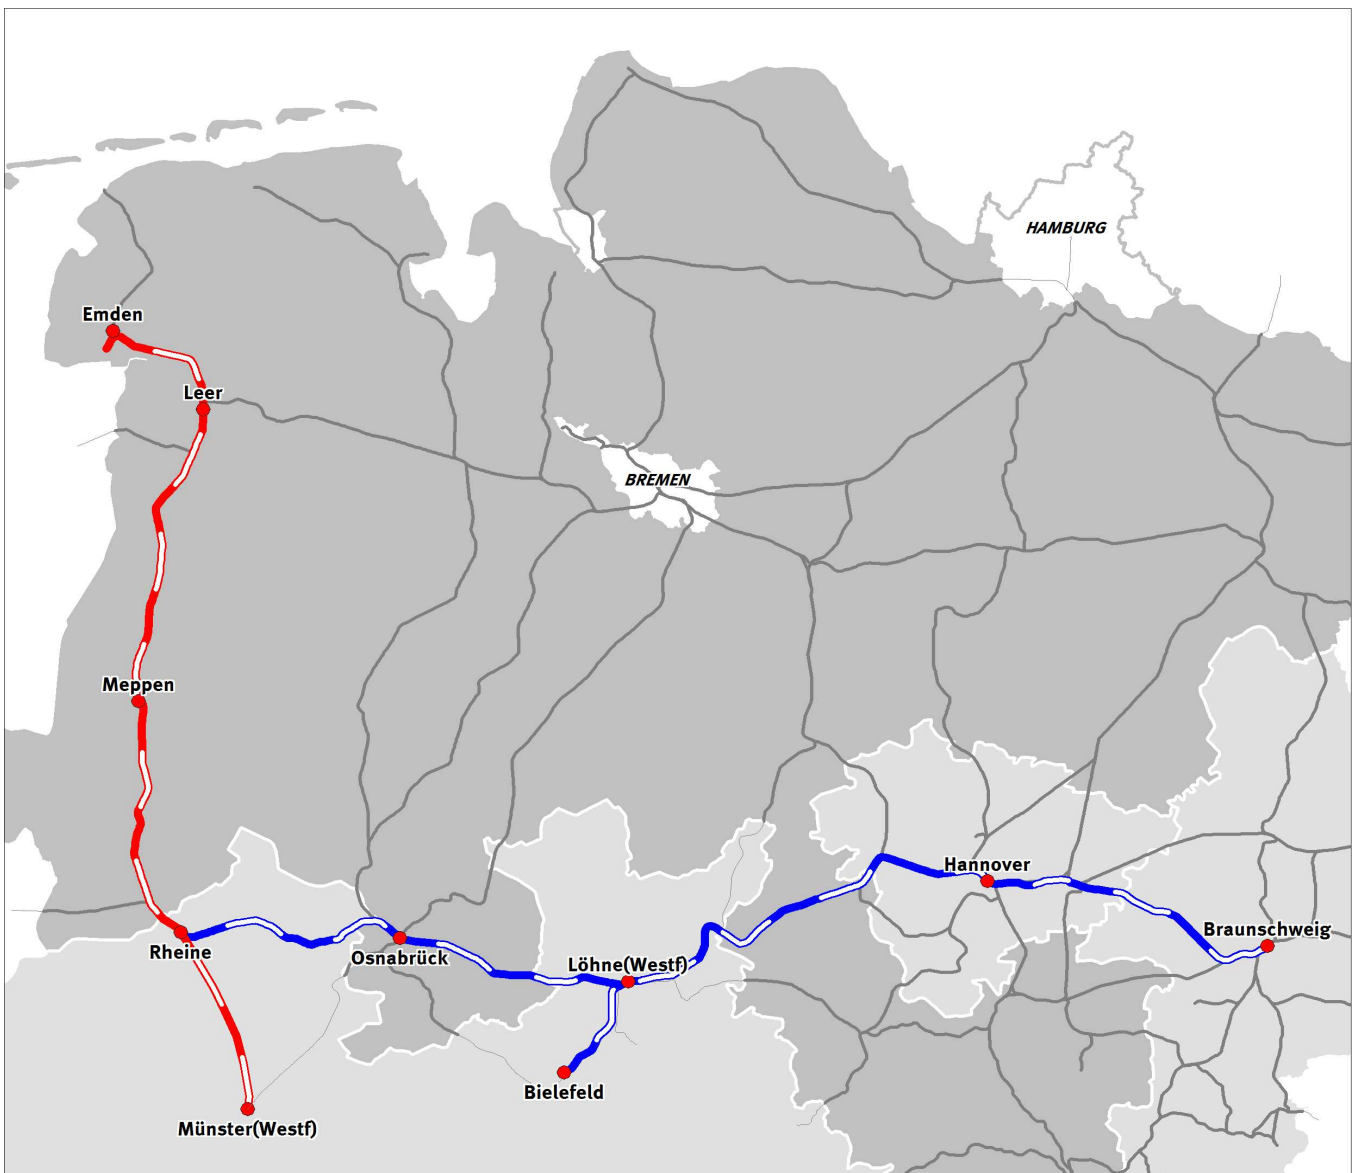 HAMBURG
Emden
Leer
BREMEN
Meppen
Hannover
Braunschweig
Rheine
Osnabrück
Löhne(Westf)
Bielefeld
Münster(Westf)